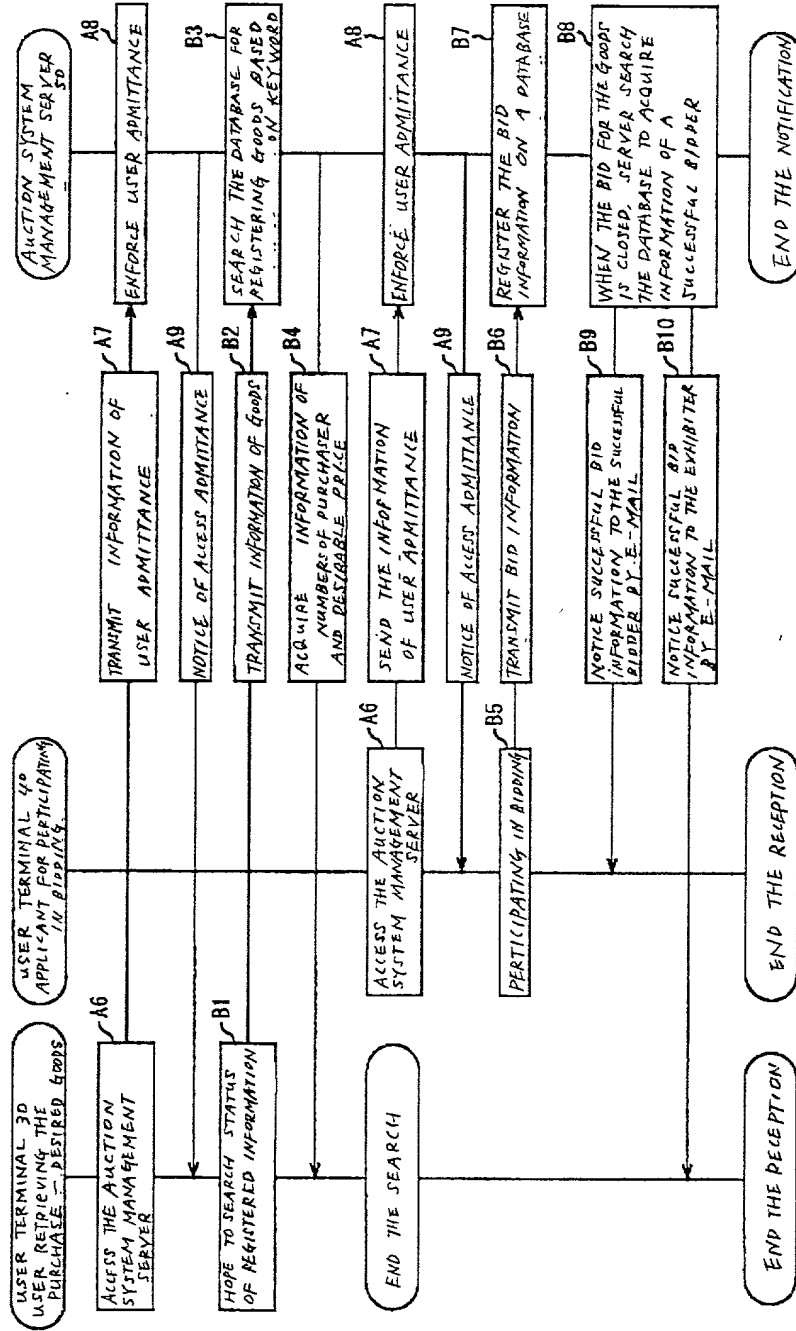 USER TERMINAL 30
USER RETRIEVING THE
PURCHASE - DESIRED GOODS
USER TERMINAL 40
APPLICANT FOR PERTICIPATING
IN BIDDING
AUCTION SYSTEM
MANAGEMENT SERVER
50
A6
ACCESS THE AUCTION
SYSTEM MANAGEMENT
SERVER
A7
TRANSMIT INFORMATION OF
USER ADMITTANCE
A8
ENFORCE USER ADMITTANCE
A9
NOTICE OF ACCESS ADMITTANCE
B1
HOPE TO SEARCH STATUS
OF REGISTERED INFORMATION
B2
TRANSMIT INFORMATION OF GOODS
B3
SEARCH THE DATABASE FOR
REGISTERING GOODS BASED
ON KEYWORD
B4
ACQUIRE INFORMATION OF
NUMBERS OF PURCHASER
AND DESIRABLE PRICE
END THE SEARCH
A6
ACCESS THE AUCTION
SYSTEM MANAGEMENT
SERVER
A7
SEND THE INFORMATION
OF USER ADMITTANCE
A8
ENFORCE USER ADMITTANCE
A9
NOTICE OF ACCESS ADMITTANCE
B5
PERTICIPATING IN BIDDING
B6
TRANSMIT BID INFORMATION
B7
REGISTER THE BID
INFORMATION ON A DATABASE
B8
WHEN THE BID FOR THE GOODS
IS CLOSED, SERVER SEARCH
THE DATABASE TO ACQUIRE
INFORMATION OF A
SUCCESSFUL BIDDER
B9
NOTICE SUCCESSFUL BID
INFORMATION TO THE SUCCESSFUL
BIDDER BY E-MAIL
B10
NOTICE SUCCESSFUL BID
INFORMATION TO THE EXHIBITER
BY E-MAIL
END THE RECEPTION
END THE RECEPTION
END THE NOTIFICATION